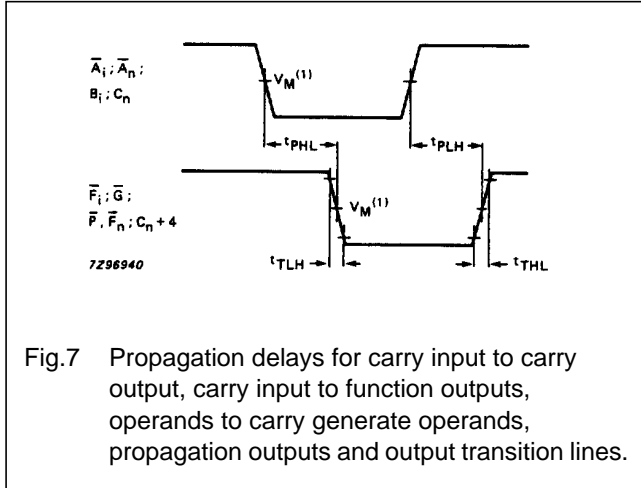 A̅i ; A̅n ;
VM(1)
Bi ; Cn
tPHL
tPLH
F̅i ; G̅ ;
VM(1)
P̅ , F̅n ; Cn + 4
7Z96940
tTLH
tTHL
Fig.7 Propagation delays for carry input to carry
output, carry input to function outputs,
operands to carry generate operands,
propagation outputs and output transition lines.